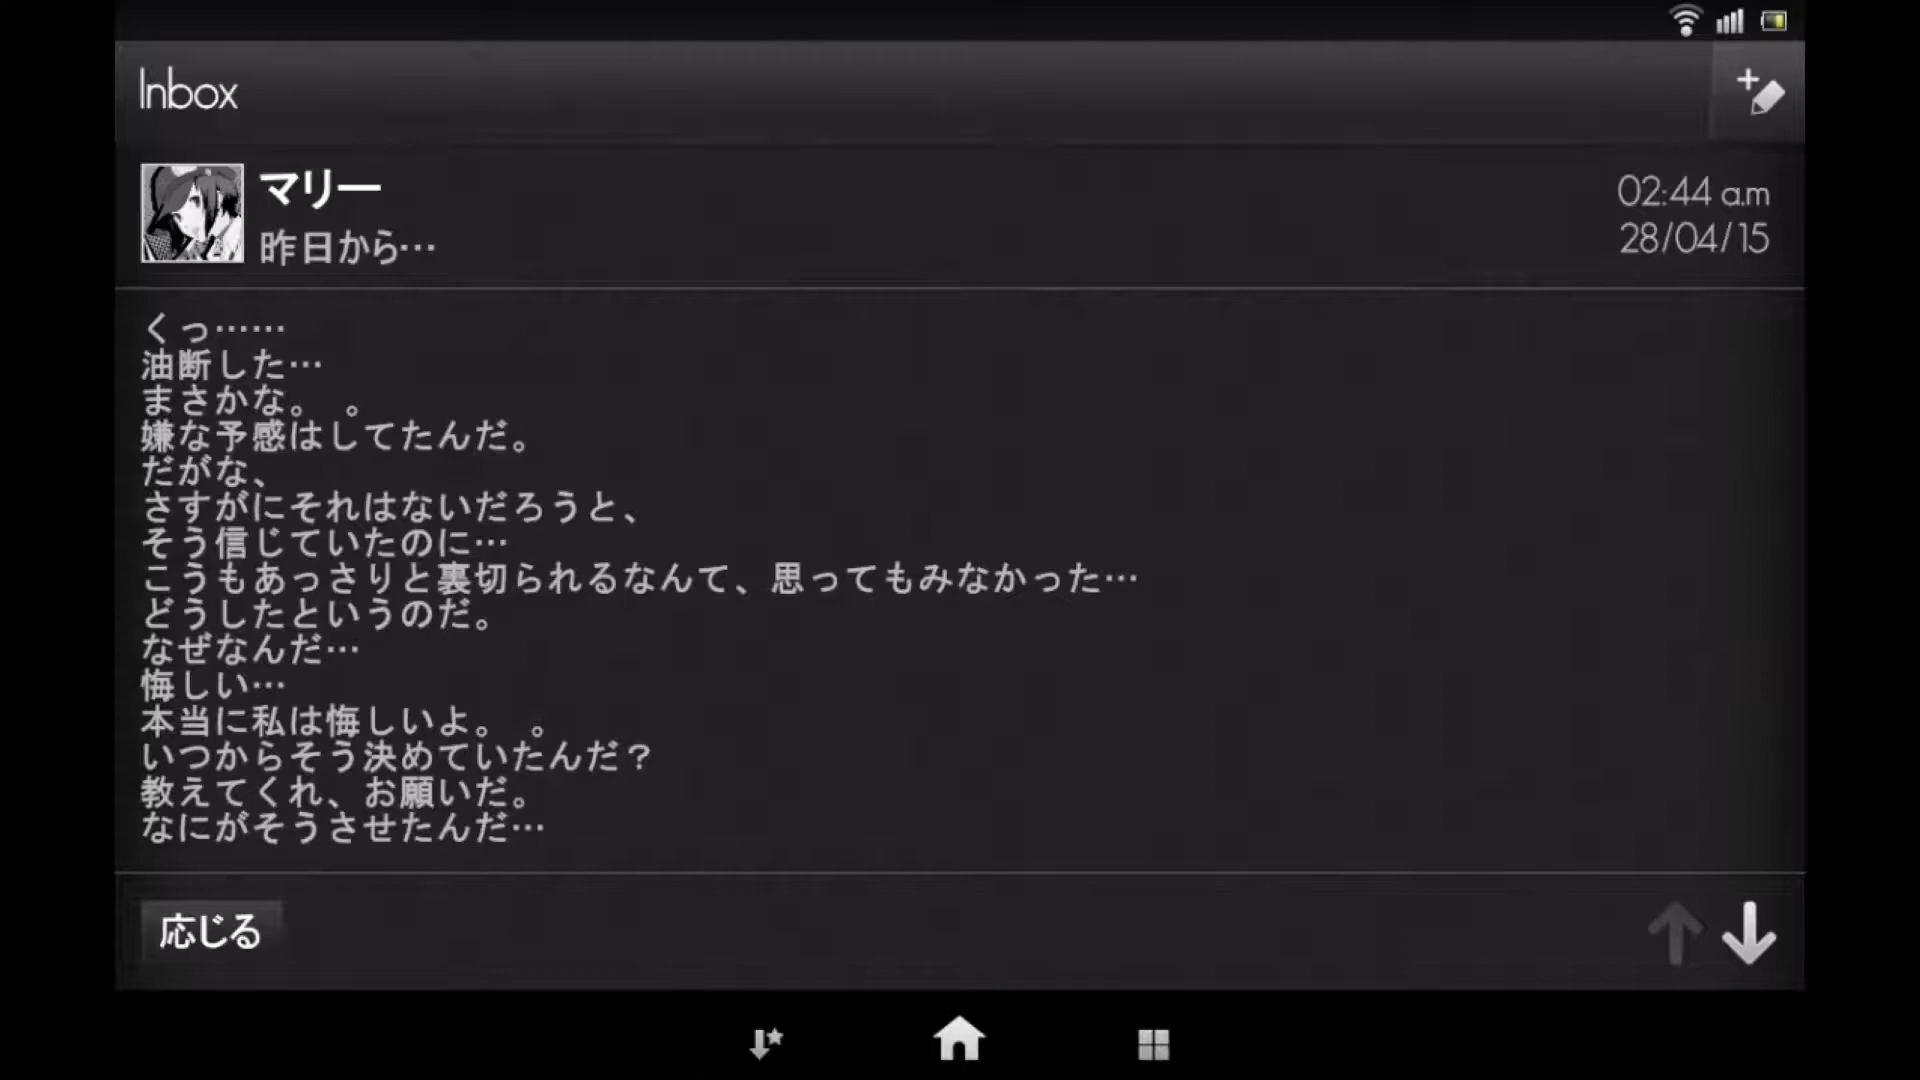 Inbox
マリー
昨日から…
02:44 a.m
28/04/15
くっ……
油断した…
まさかな。 。
嫌な予感はしてたんだ。
だがな、
さすがにそれはないだろうと、
そう信じていたのに…
こうもあっさりと裏切られるなんて、思ってもみなかった…
どうしたというのだ。
なぜなんだ…
悔しい…
本当に私は悔しいよ。 。
いつからそう決めていたんだ？
教えてくれ、お願いだ。
なにがそうさせたんだ…
応じる